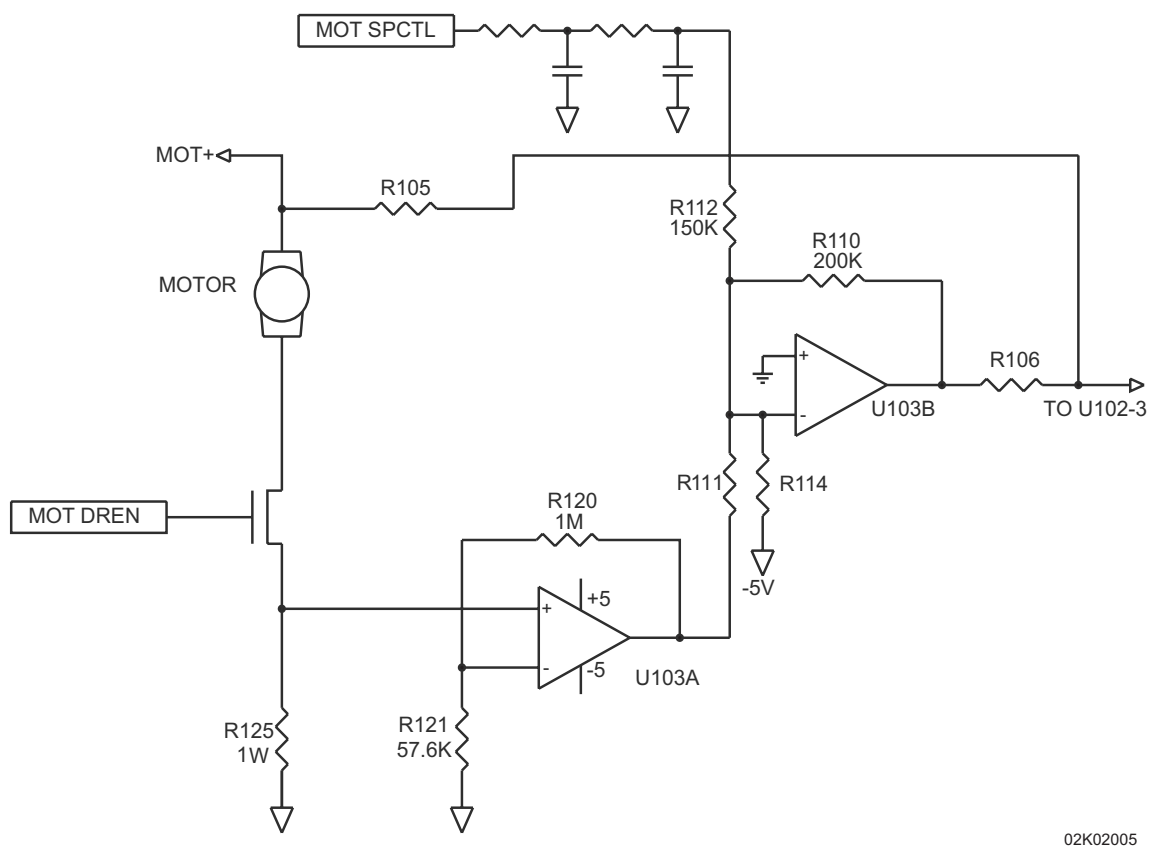 MOT SPCTL
MOT+
R105
R112
150K
R110
200K
MOTOR
+
R106
-
U103B
TO U102-3
R111
R114
R120
1M
MOT DREN
-5V
+
+5
-
-5
U103A
R125
1W
R121
57.6K
02K02005